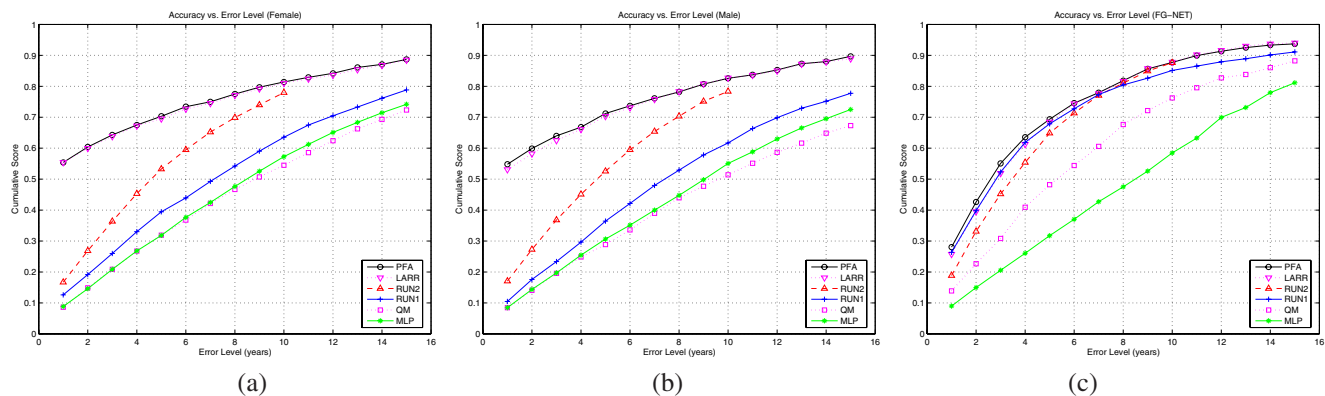 Accuracy vs. Error Level (Female)
1
0.9
0.8
0.7
0.6
0.5
0.4
0.3
0.2
0.1
0
Cumulative Score
0 2 4 6 8 10 12 14 16
Error Level (years)
PFA
LARR
RUN2
RUN1
QM
MLP
(a)
Accuracy vs. Error Level (Male)
1
0.9
0.8
0.7
0.6
0.5
0.4
0.3
0.2
0.1
0
Cumulative Score
0 2 4 6 8 10 12 14 16
Error Level (years)
PFA
LARR
RUN2
RUN1
QM
MLP
(b)
Accuracy vs. Error Level (FG−NET)
1
0.9
0.8
0.7
0.6
0.5
0.4
0.3
0.2
0.1
0
Cumulative Score
0 2 4 6 8 10 12 14 16
Error Level (years)
PFA
LARR
RUN2
RUN1
QM
MLP
(c)